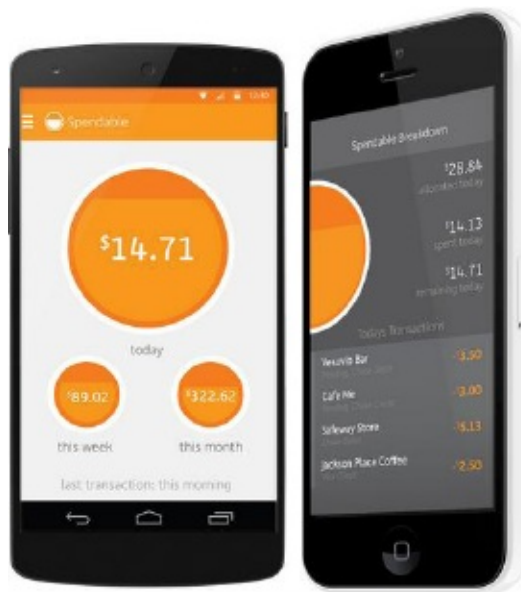 12:30
Spendable
$14.71
today
$89.02
$322.62
this week
this month
last transaction: this morning
Spendable Breakdown
$28.84
allocated today
$14.13
spent today
$14.71
remaining today
Todays Transactions
Vesuvio Bar
-$3.50
Cafe Me
-$3.00
Safeway Store
-$5.13
Jackson Place Coffee
-$2.50